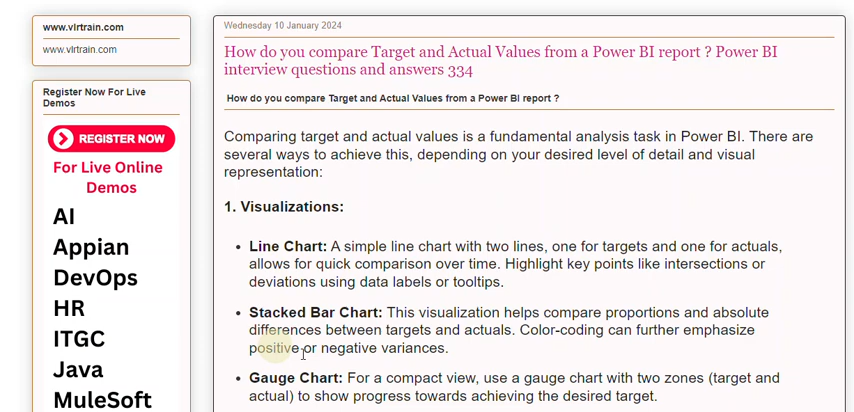 www.vlrtrain.com
www.vlrtrain.com
Register Now For Live
Demos
REGISTER NOW
For Live Online
Demos
AI
Appian
DevOps
HR
ITGC
Java
MuleSoft
Wednesday 10 January 2024
How do you compare Target and Actual Values from a Power BI report ? Power BI
interview questions and answers 334
How do you compare Target and Actual Values from a Power BI report ?
Comparing target and actual values is a fundamental analysis task in Power BI. There are
several ways to achieve this, depending on your desired level of detail and visual
representation:
1. Visualizations:
• Line Chart: A simple line chart with two lines, one for targets and one for actuals,
allows for quick comparison over time. Highlight key points like intersections or
deviations using data labels or tooltips.
• Stacked Bar Chart: This visualization helps compare proportions and absolute
differences between targets and actuals. Color-coding can further emphasize
positive or negative variances.
• Gauge Chart: For a compact view, use a gauge chart with two zones (target and
actual) to show progress towards achieving the desired target.